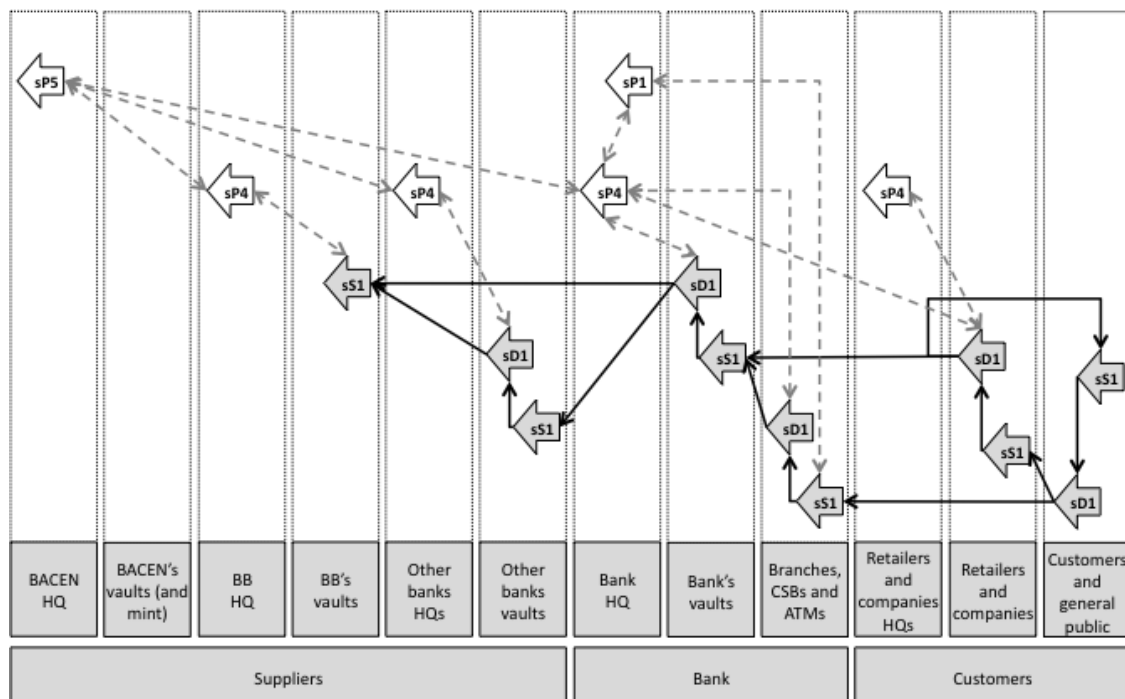 sP5
sP1
sP4
sP4
sP4
sP4
sS1
sD1
sD1
sS1
sD1
sS1
sS1
sD1
sS1
sS1
sD1
BACEN
HQ
BACEN's
vaults (and
mint)
BB
HQ
BB's
vaults
Other
banks
HQs
Other
banks
vaults
Bank
HQ
Bank's
vaults
Branches,
CSBs and
ATMs
Retailers
and
companies
HQs
Retailers
and
companies
Customers
and
general
public
Suppliers
Bank
Customers